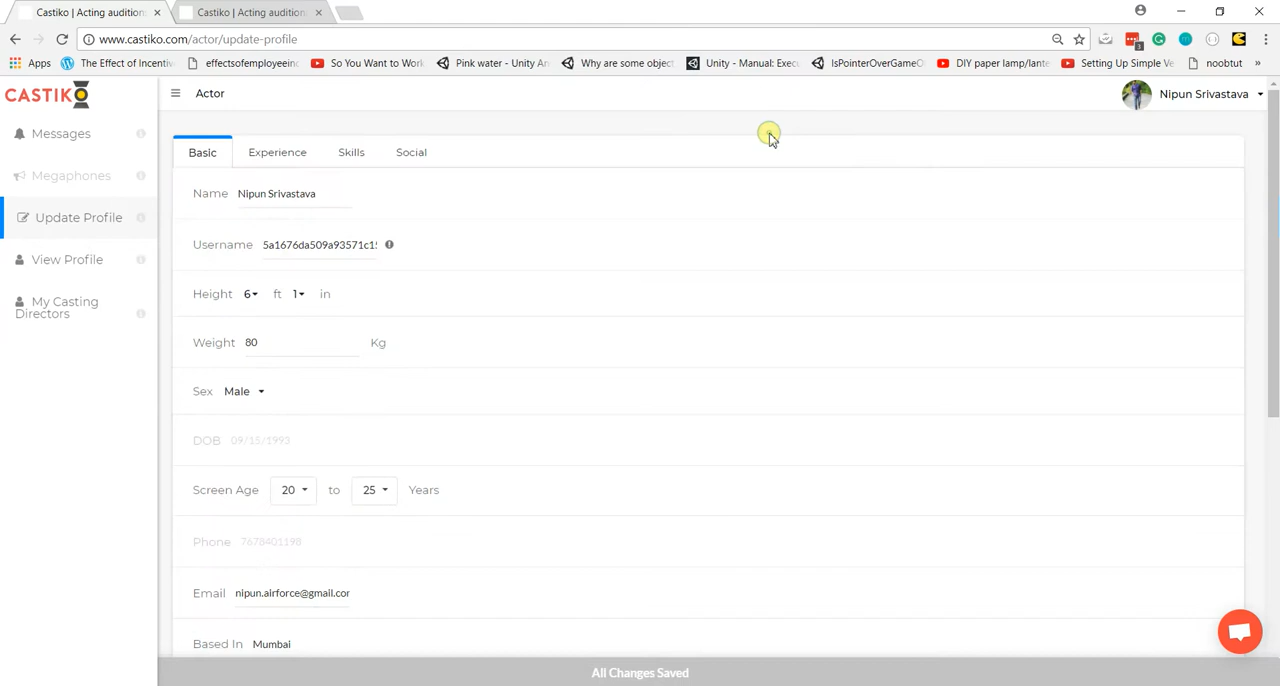 Castiko | Acting audition
Castiko | Acting audition
www.castiko.com/actor/update-profile
Apps
The Effect of Incentiv
effectsofemployeeinc
So You Want to Work
Pink water - Unity An
Why are some object
Unity - Manual: Execu
IsPointerOverGameO
DIY paper lamp/lante
Setting Up Simple Ve
noobtut
»
3
CASTIKO
Actor
Nipun Srivastava
Messages
Megaphones
Update Profile
View Profile
My Casting
Directors
Basic
Experience
Skills
Social
Name Nipun Srivastava
Username 5a1676da509a93571c15
Height 6 ft 1 in
Weight 80 Kg
Sex Male
DOB 09/15/1993
Screen Age 20 to 25 Years
Phone 7678401198
Email nipun.airforce@gmail.cor
Based In Mumbai
All Changes Saved